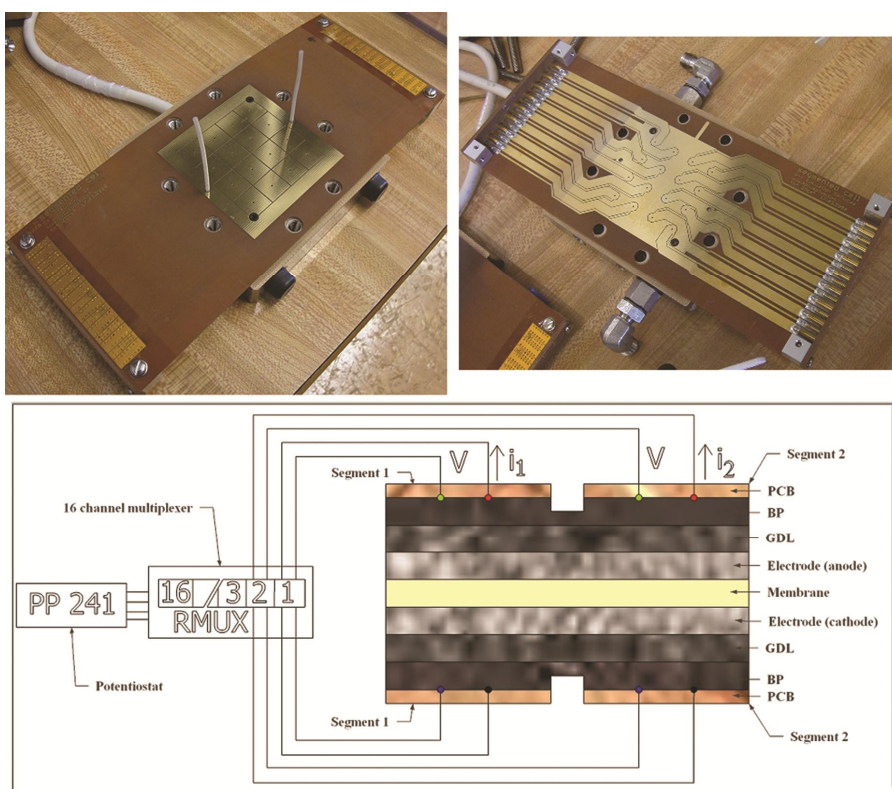 V
i1
V
i2
Segment 2
Segment 1
PCB
BP
16 channel multiplexer
GDL
Electrode (anode)
16 / 3 2 1
Membrane
PP 241
RMUX
Electrode (cathode)
GDL
Potentiostat
BP
PCB
Segment 1
Segment 2